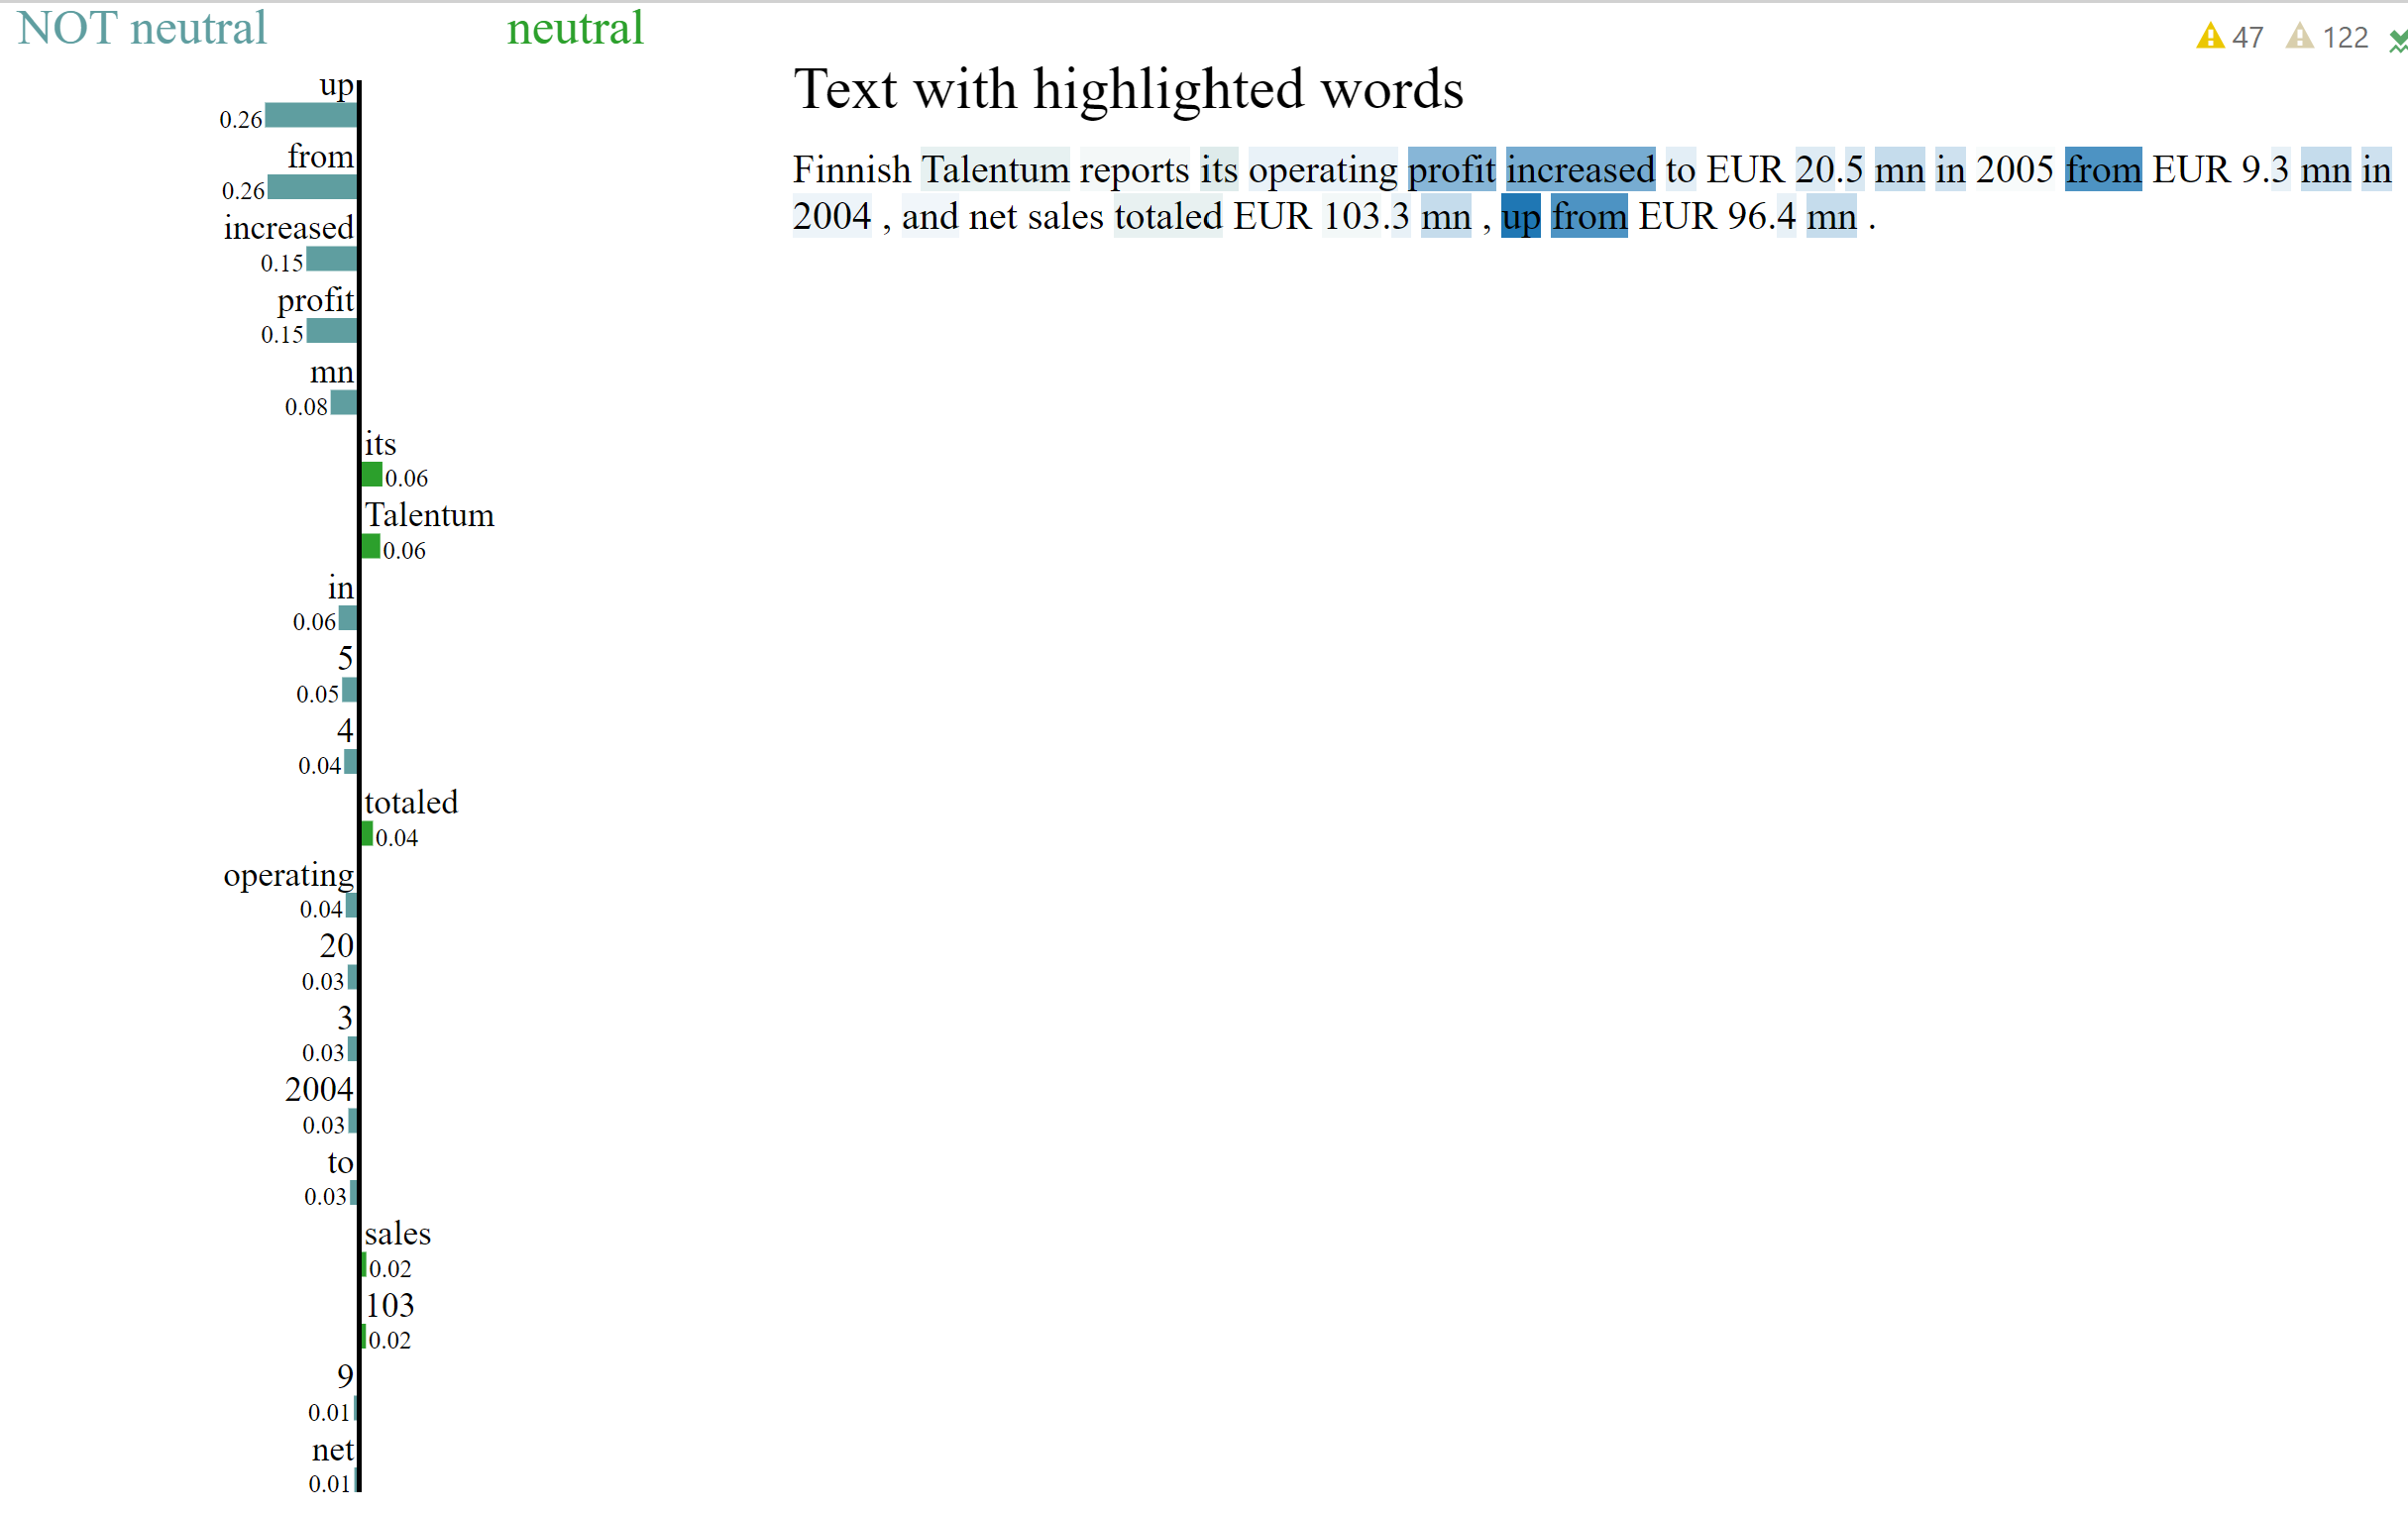 NOT neutral neutral
47 122
up
0.26
from
0.26
increased
0.15
profit
0.15
mn
0.08
its
0.06
Talentum
0.06
in
0.06
5
0.05
4
0.04
totaled
0.04
operating
0.04
20
0.03
3
0.03
2004
0.03
to
0.03
sales
0.02
103
0.02
9
0.01
net
0.01
Text with highlighted words
Finnish Talentum reports its operating profit increased to EUR 20.5 mn in 2005 from EUR 9.3 mn in
2004 , and net sales totaled EUR 103.3 mn , up from EUR 96.4 mn .